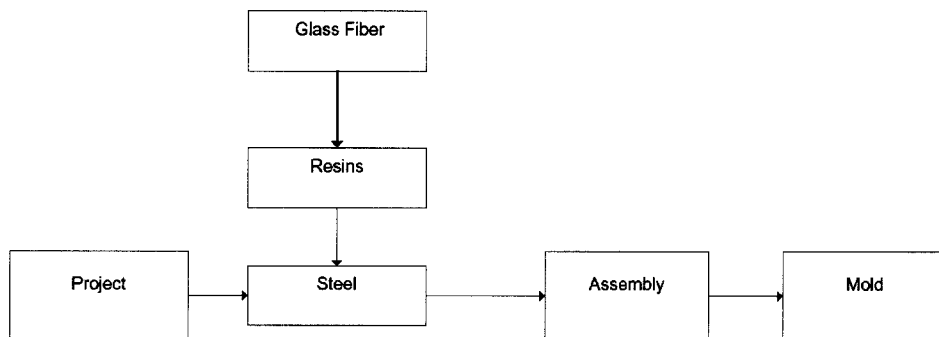 Glass Fiber
Resins
Project
Steel
Assembly
Mold